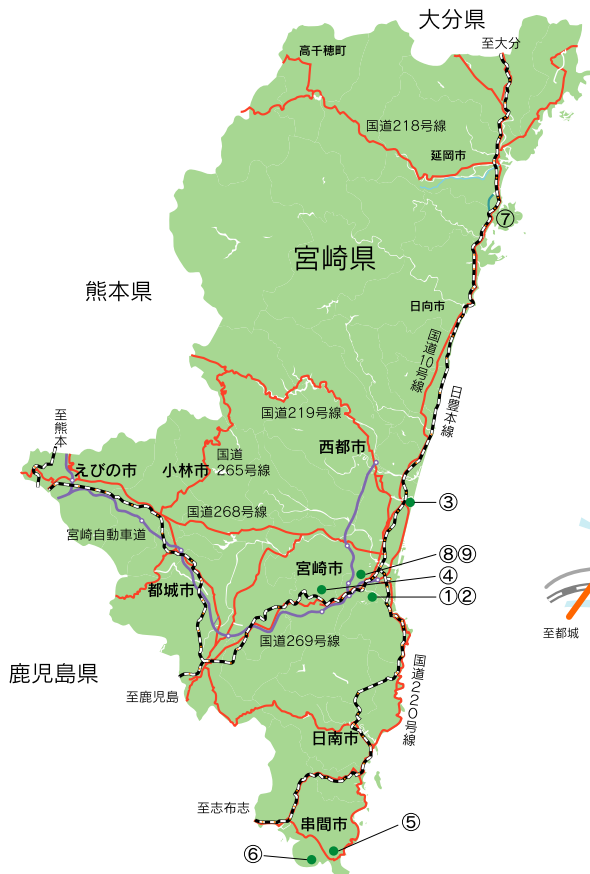 大分県
至大分
高千穂町
国道218号線
延岡市
⑦
宮崎県
熊本県
日向市
国道10号線
日豊本線
国道219号線
至熊本
西都市
国道
265号線
えびの市
小林市
③
国道268号線
宮崎自動車道
⑧⑨
宮崎市
④
都城市
①②
至都城
国道269号線
鹿児島県
国道220号線
至鹿児島
日南市
至志布志
串間市
⑤
⑥